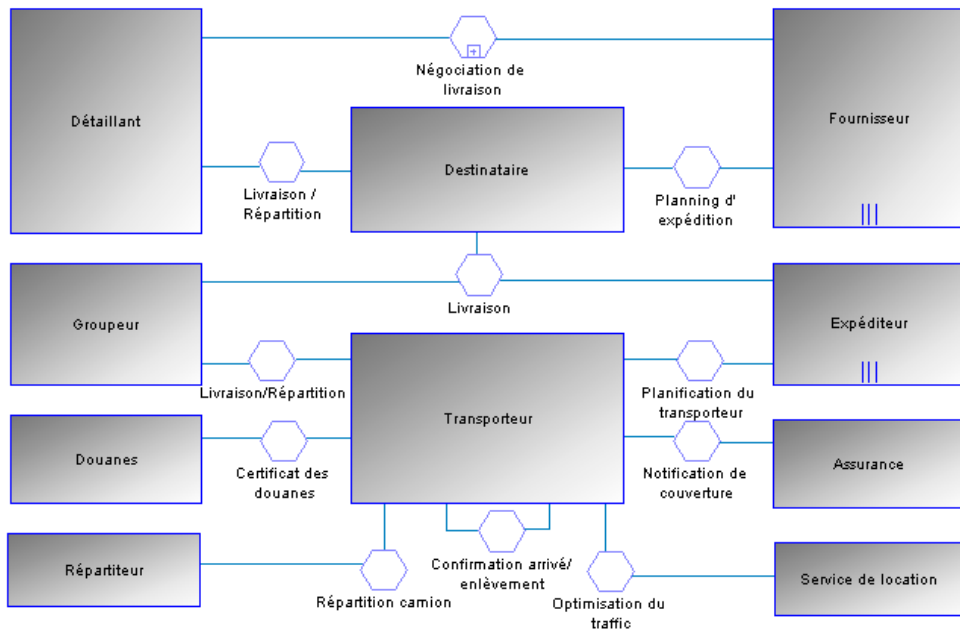 Négociation de
livraison
Détaillant
Fournisseur
Destinataire
Livraison /
Répartition
Planning d'
expédition
Livraison
Groupeur
Expéditeur
Livraison/Répartition
Planification du
transporteur
Transporteur
Douanes
Certificat des
douanes
Notification de
couverture
Assurance
Répartiteur
Répartition camion
Confirmation arrivé/
enlèvement
Optimisation du
traffic
Service de location